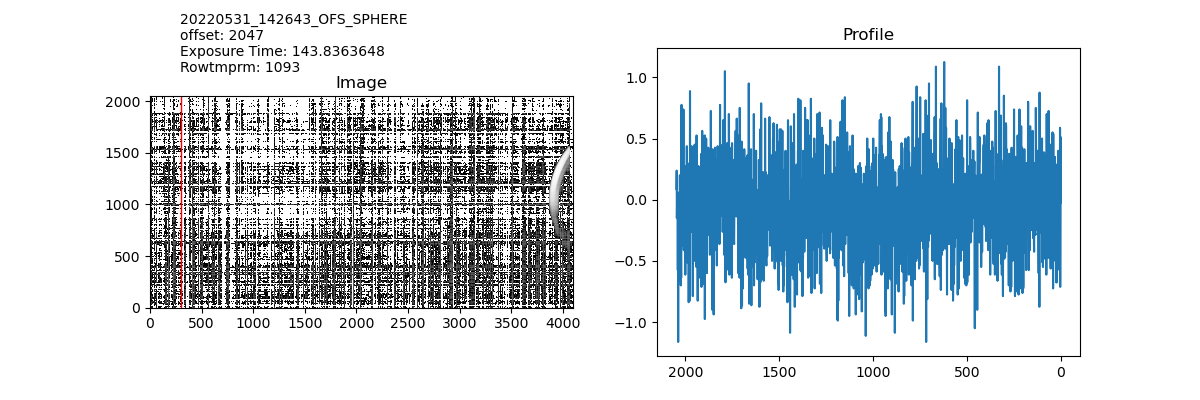 20220531_142643_OFS_SPHERE
offset: 2047
Exposure Time: 143.8363648
Rowtmprm: 1093
Image
2000
1500
1000
500
0
0 500 1000 1500 2000 2500 3000 3500 4000
Profile
1.0
0.5
0.0
−0.5
−1.0
2000 1500 1000 500 0